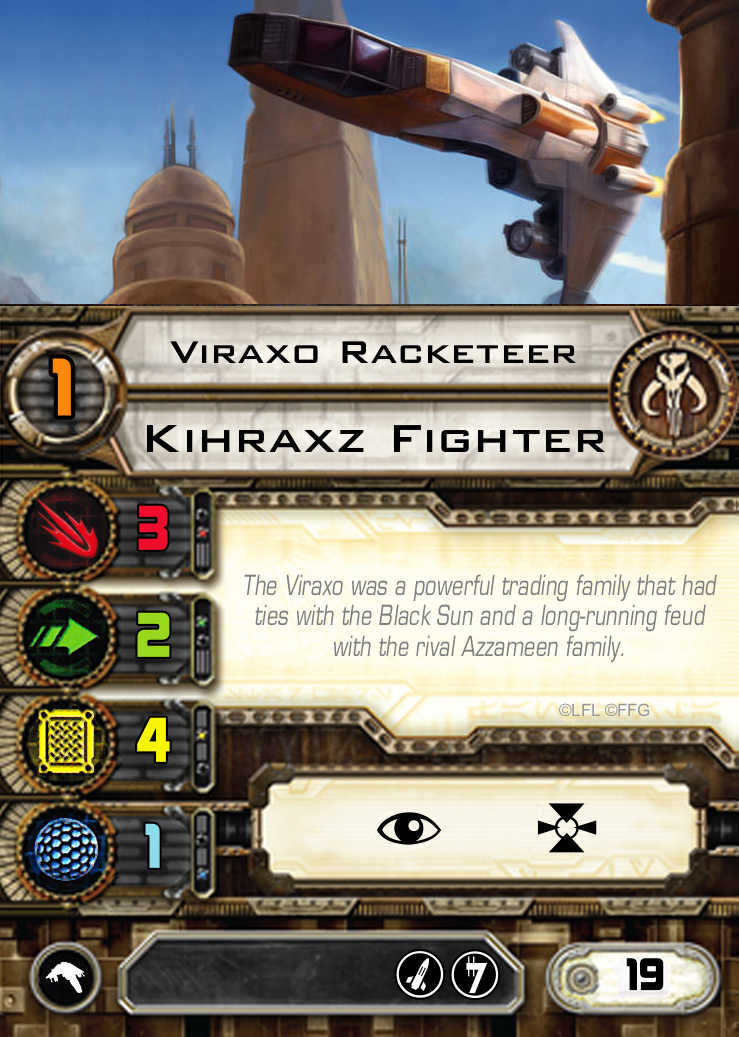 Viraxo Racketeer
1
Kihraxz Fighter
3
The Viraxo was a powerful trading family that had
ties with the Black Sun and a long-running feud
with the rival Azzameen family.
2
©LFL ©FFG
4
1
19